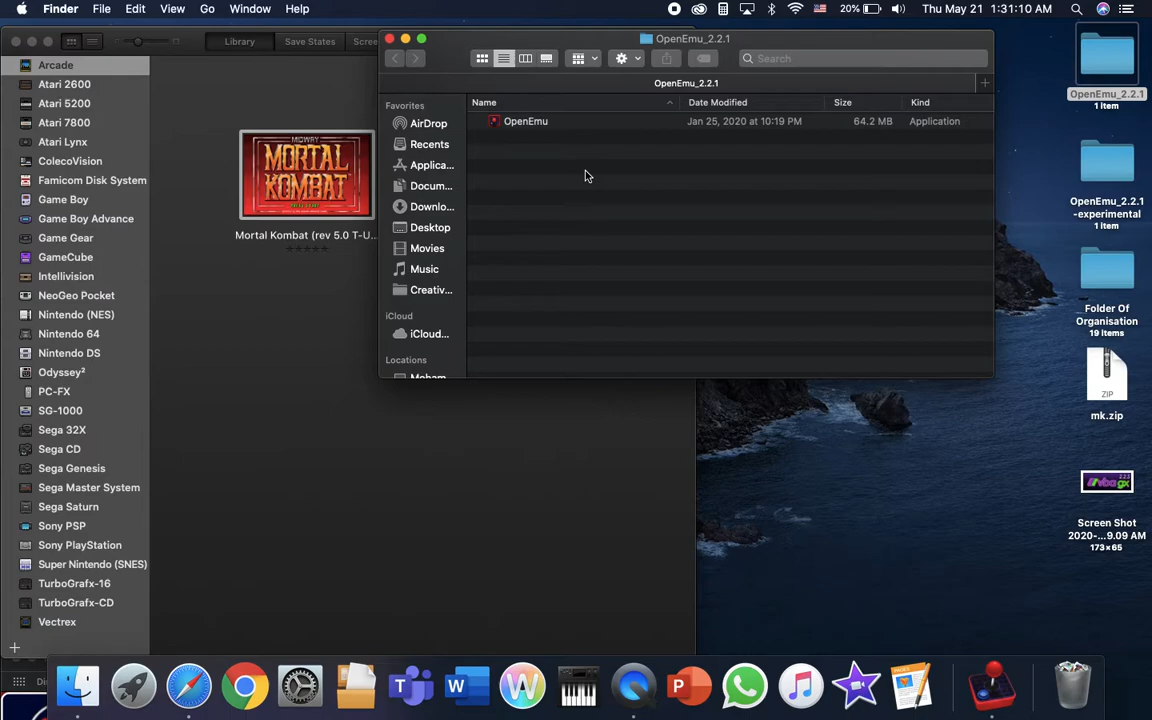 Finder File Edit View Go Window Help 20% Thu May 21 1:31:10 AM
Library Save States Scree
OpenEmu_2.2.1
Search
OpenEmu_2.2.1
Favorites
AirDrop
Recents
Applica...
Docum...
Downlo...
Desktop
Movies
Music
Creativ...
iCloud
iCloud...
Locations
Name Date Modified Size Kind
OpenEmu Jan 25, 2020 at 10:19 PM 64.2 MB Application
Arcade
Atari 2600
Atari 5200
Atari 7800
Atari Lynx
ColecoVision
Famicom Disk System
Game Boy
Game Boy Advance
Game Gear
GameCube
Intellivision
NeoGeo Pocket
Nintendo (NES)
Nintendo 64
Nintendo DS
Odyssey²
PC-FX
SG-1000
Sega 32X
Sega CD
Sega Genesis
Sega Master System
Sega Saturn
Sony PSP
Sony PlayStation
Super Nintendo (SNES)
TurboGrafx-16
TurboGrafx-CD
Vectrex
MIDWAY
MORTAL
KOMBAT
Mortal Kombat (rev 5.0 T-U...
OpenEmu_2.2.1
1 item
OpenEmu_2.2.1
-experimental
1 item
Folder Of
Organisation
19 items
ZIP
mk.zip
vba gx
Screen Shot
2020-...9.09 AM
173×65